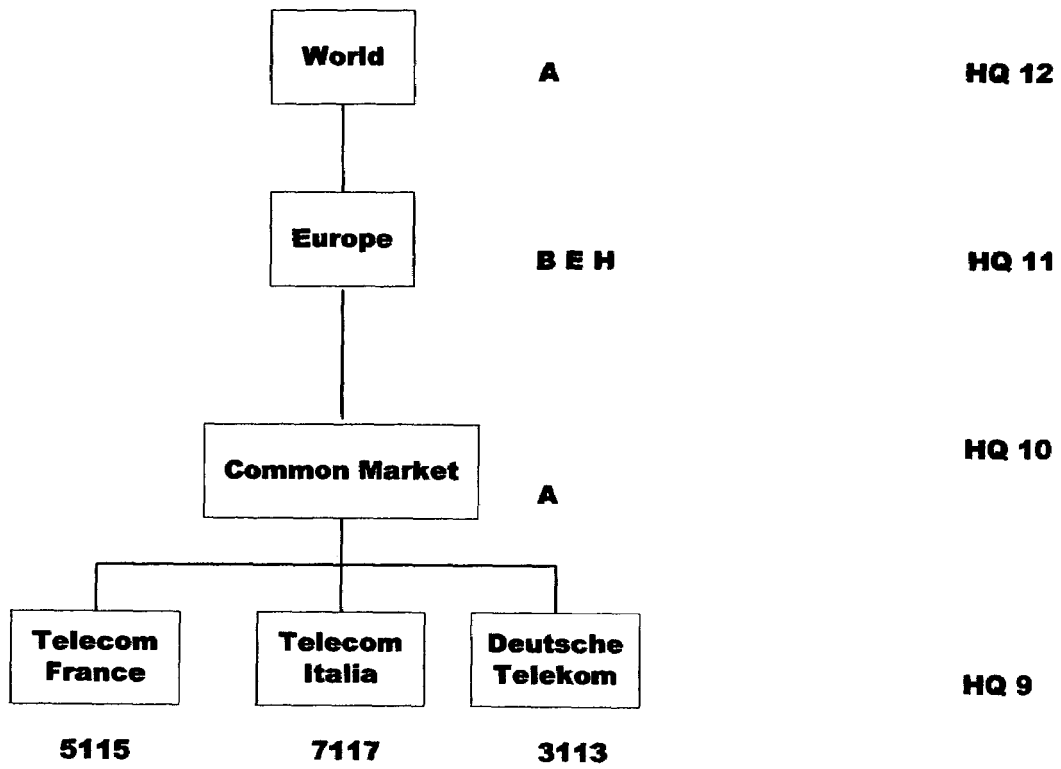 World
A
HQ 12
Europe
B E H
HQ 11
Common Market
A
HQ 10
Telecom
France
Telecom
Italia
Deutsche
Telekom
HQ 9
5115
7117
3113